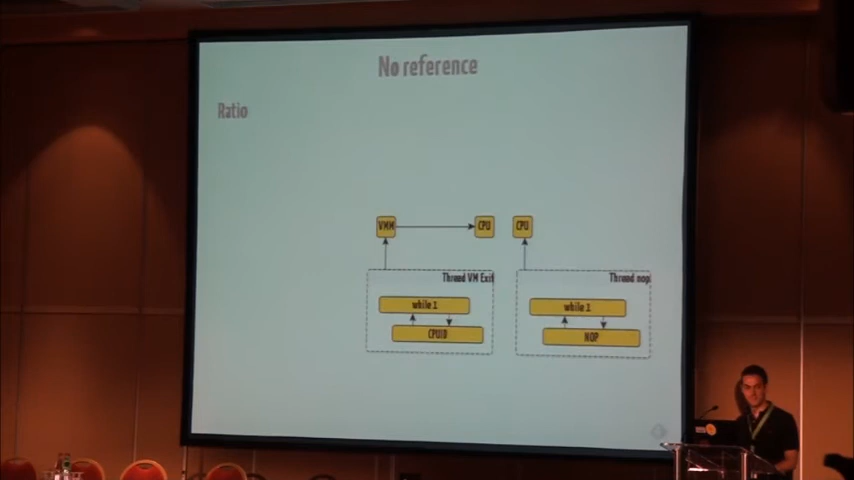 No reference
Ratio
VMM
CPU
CPU
Thread VM Exit
Thread nop
while 1
while 1
CPUID
NOP